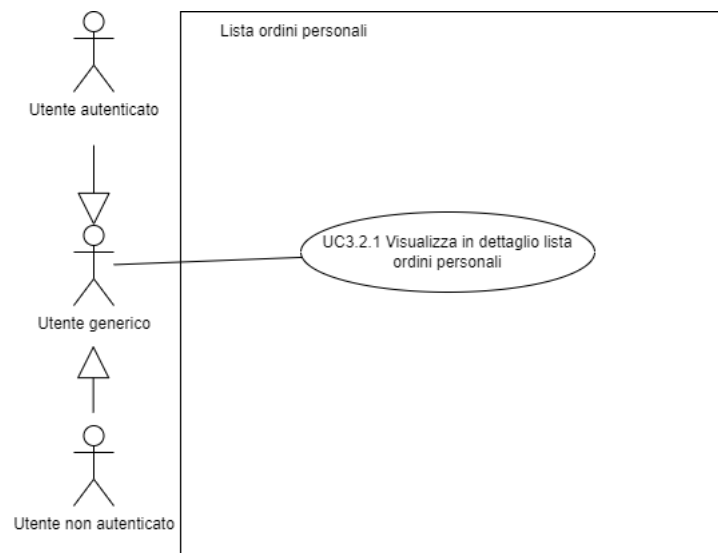 Lista ordini personali
Utente autenticato
UC3.2.1 Visualizza in dettaglio lista
ordini personali
Utente generico
Utente non autenticato